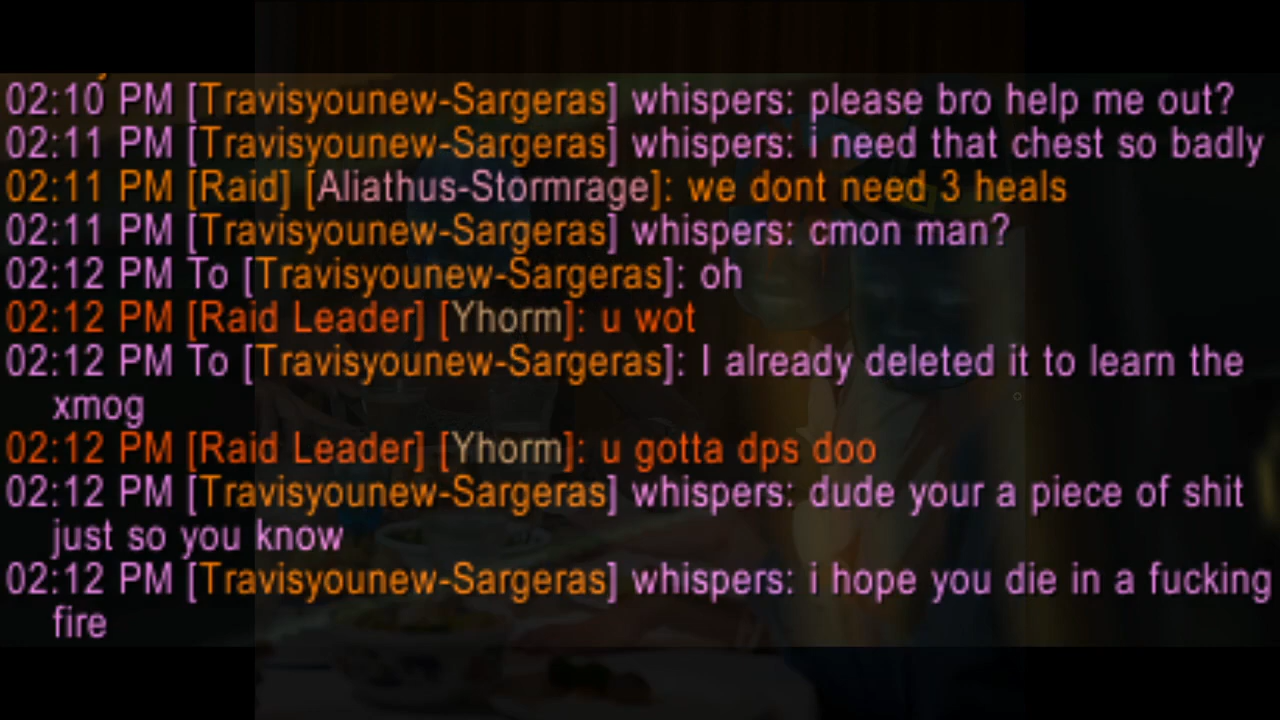 02:10 PM [Travisyounew-Sargeras] whispers: please bro help me out?
02:11 PM [Travisyounew-Sargeras] whispers: i need that chest so badly
02:11 PM [Raid] [Aliathus-Stormrage]: we dont need 3 heals
02:11 PM [Travisyounew-Sargeras] whispers: cmon man?
02:12 PM To [Travisyounew-Sargeras]: oh
02:12 PM [Raid Leader] [Yhorm]: u wot
02:12 PM To [Travisyounew-Sargeras]: I already deleted it to learn the
xmog
02:12 PM [Raid Leader] [Yhorm]: u gotta dps doo
02:12 PM [Travisyounew-Sargeras] whispers: dude your a piece of shit
just so you know
02:12 PM [Travisyounew-Sargeras] whispers: i hope you die in a fucking
fire